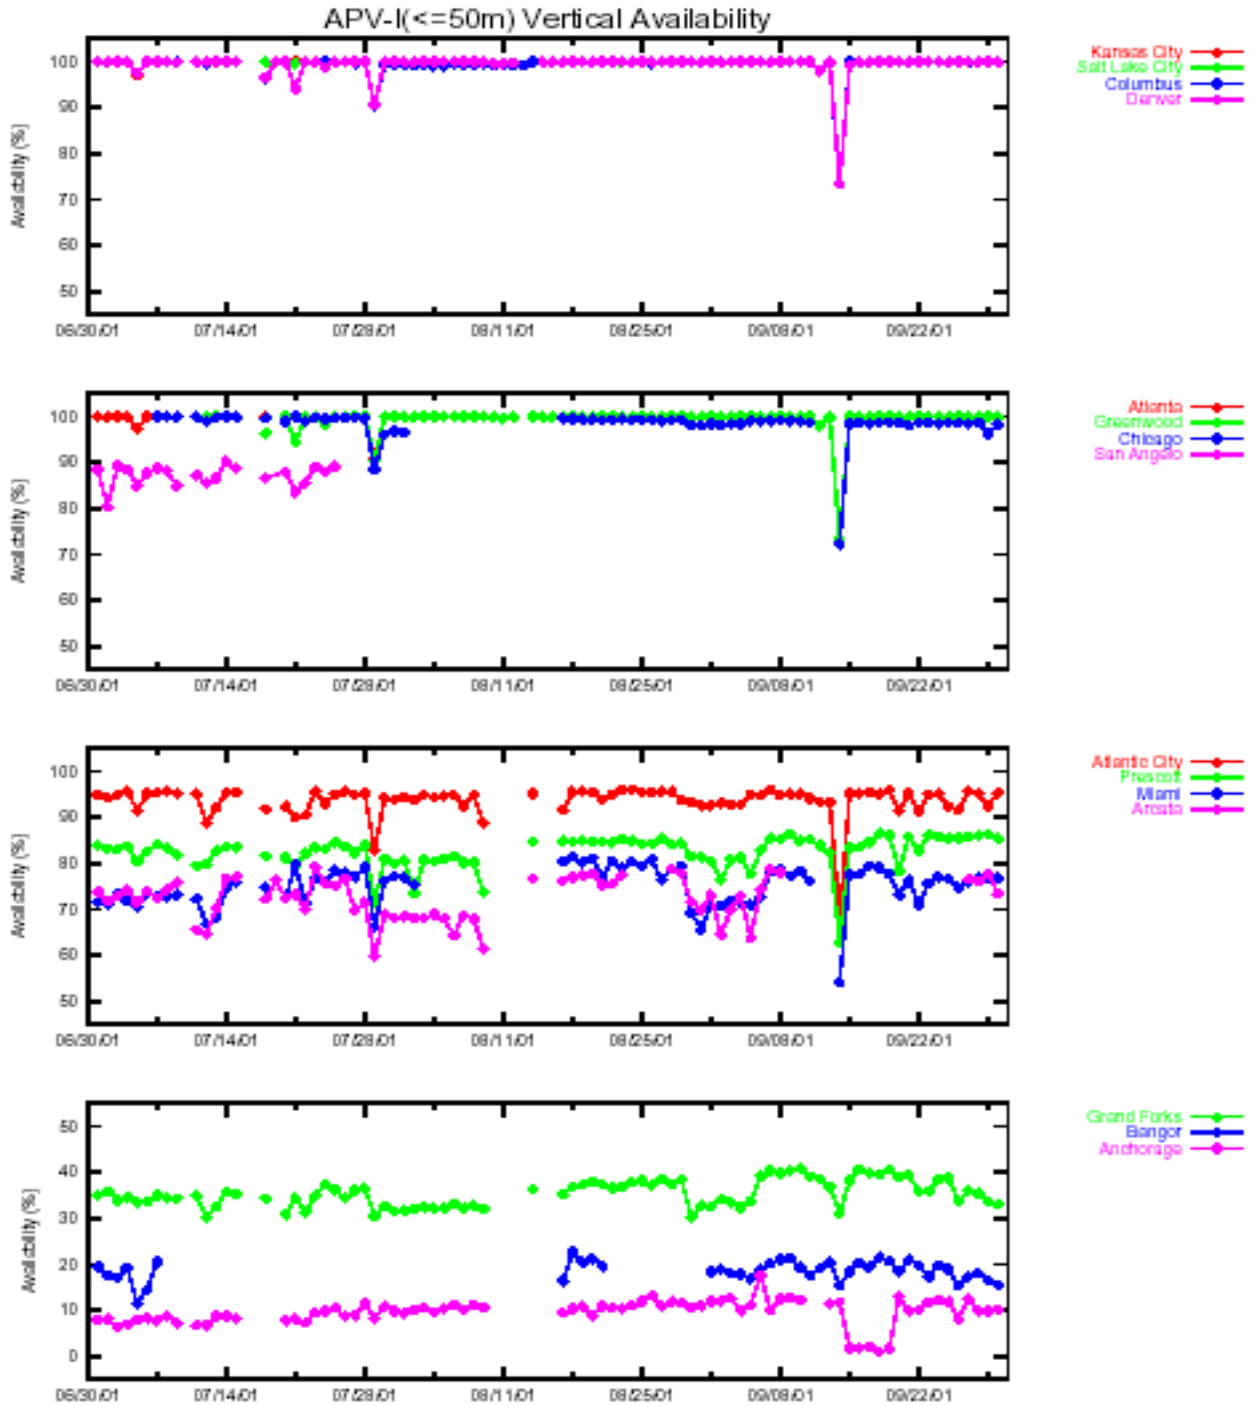 APV-I(<=50m) Vertical Availability
Kansas City
Salt Lake City
Columbus
Denver
Availability (%)
100
90
80
70
60
50
06/30/01 07/14/01 07/28/01 08/11/01 08/25/01 09/08/01 09/22/01
Atlanta
Greenwood
Chicago
San Angelo
Availability (%)
100
90
80
70
60
50
06/30/01 07/14/01 07/28/01 08/11/01 08/25/01 09/08/01 09/22/01
Atlantic City
Prescott
Miami
Arcata
Availability (%)
100
90
80
70
60
50
06/30/01 07/14/01 07/28/01 08/11/01 08/25/01 09/08/01 09/22/01
Grand Forks
Bangor
Anchorage
Availability (%)
50
40
30
20
10
0
06/30/01 07/14/01 07/28/01 08/11/01 08/25/01 09/08/01 09/22/01